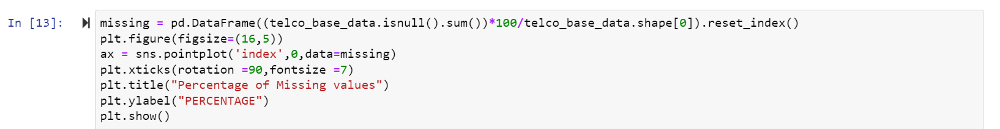 In [13]: missing = pd.DataFrame((telco_base_data.isnull().sum())*100/telco_base_data.shape[0]).reset_index()
plt.figure(figsize=(16,5))
ax = sns.pointplot('index',0,data=missing)
plt.xticks(rotation =90,fontsize =7)
plt.title("Percentage of Missing values")
plt.ylabel("PERCENTAGE")
plt.show()